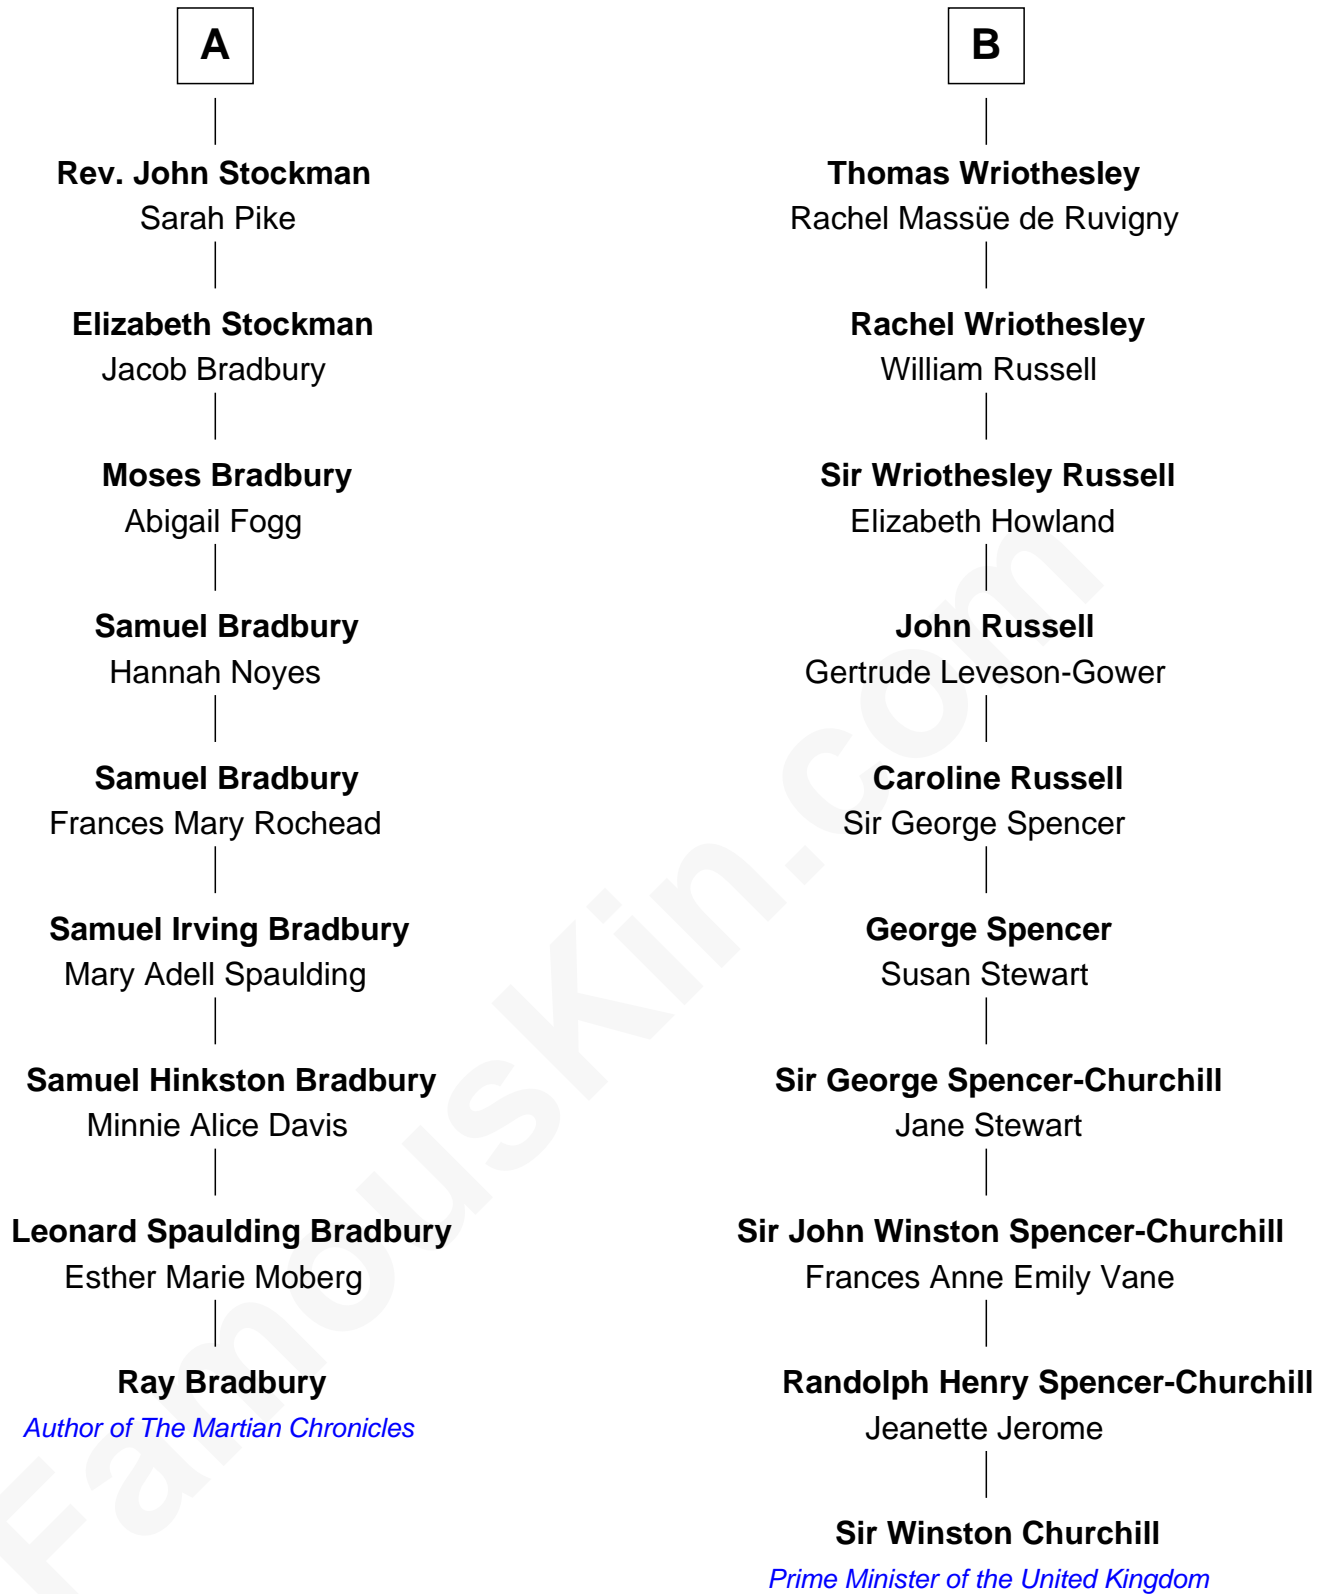 A
Rev. John Stockman
Sarah Pike
Elizabeth Stockman
Jacob Bradbury
Moses Bradbury
Abigail Fogg
Samuel Bradbury
Hannah Noyes
Samuel Bradbury
Frances Mary Rochead
Samuel Irving Bradbury
Mary Adell Spaulding
Samuel Hinkston Bradbury
Minnie Alice Davis
Leonard Spaulding Bradbury
Esther Marie Moberg
Ray Bradbury
Author of The Martian Chronicles
B
Thomas Wriothesley
Rachel Massüe de Ruvigny
Rachel Wriothesley
William Russell
Sir Wriothesley Russell
Elizabeth Howland
John Russell
Gertrude Leveson-Gower
Caroline Russell
Sir George Spencer
George Spencer
Susan Stewart
Sir George Spencer-Churchill
Jane Stewart
Sir John Winston Spencer-Churchill
Frances Anne Emily Vane
Randolph Henry Spencer-Churchill
Jeanette Jerome
Sir Winston Churchill
Prime Minister of the United Kingdom
FamousKin.com